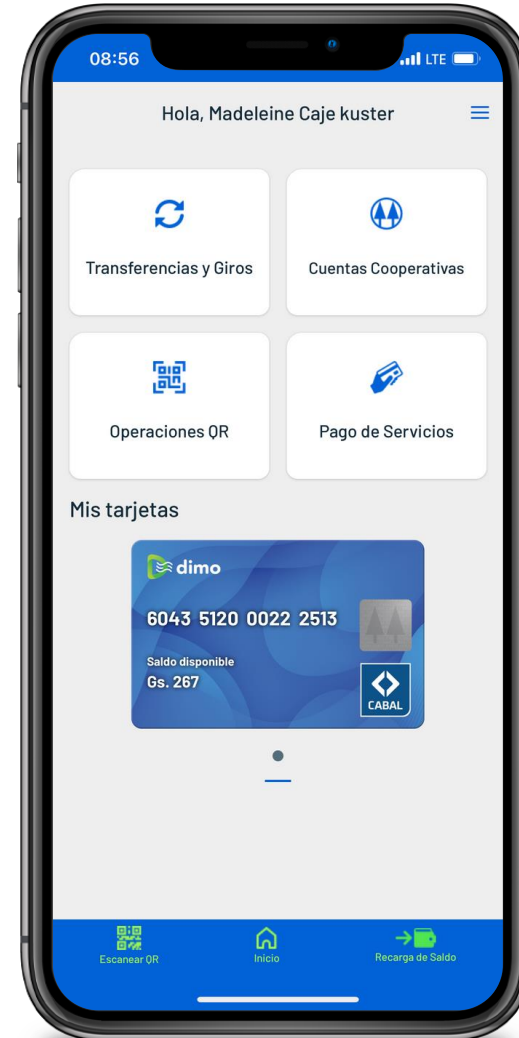 08:56
LTE
Hola, Madeleine Caje kuster
Transferencias y Giros
Cuentas Cooperativas
Operaciones QR
Pago de Servicios
Mis tarjetas
dimo
6043 5120 0022 2513
Saldo disponible
Gs. 267
CABAL
Escanear QR
Inicio
Recarga de Saldo